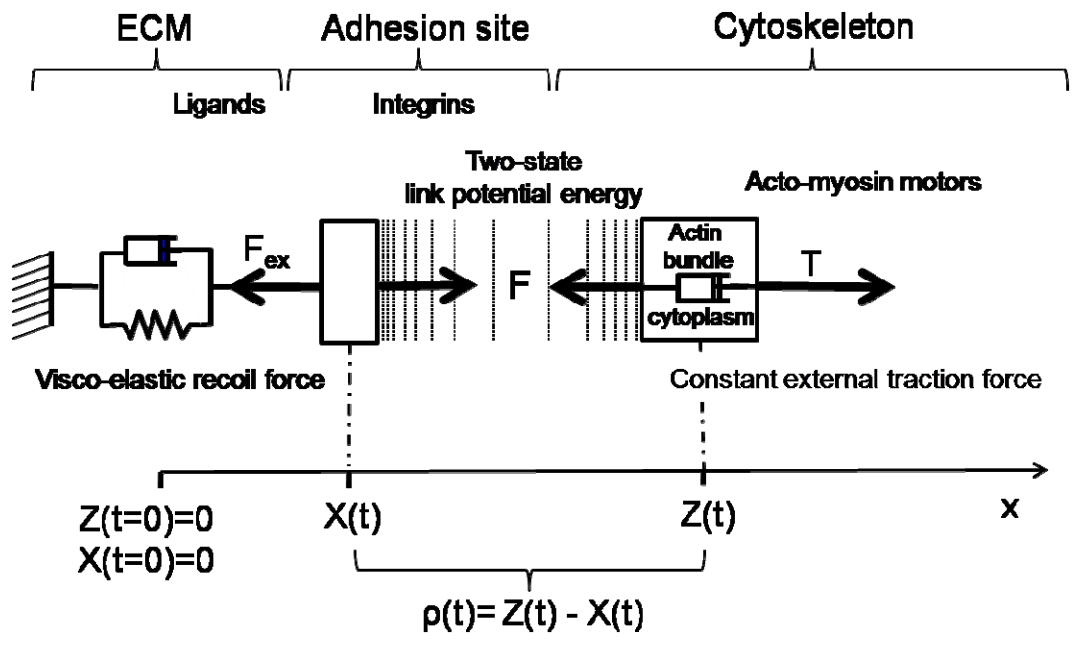 ECM
Adhesion site
Cytoskeleton
Ligands
Integrins
Two-state
link potential energy
Acto-myosin motors
Fex
F
Actin
bundle
cytoplasm
T
Visco-elastic recoil force
Constant external traction force
Z(t=0)=0
X(t=0)=0
X(t)
Z(t)
x
ρ(t)= Z(t) - X(t)